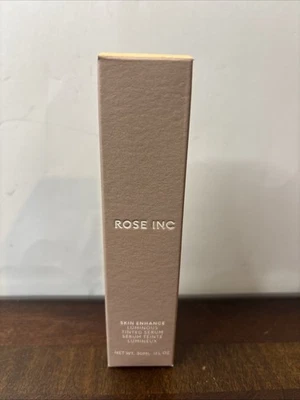 ROSE INC
SKIN ENHANCE
LUMINOUS
TINTED SERUM
SÉRUM TEINTÉ
LUMINEUX
NET WT.